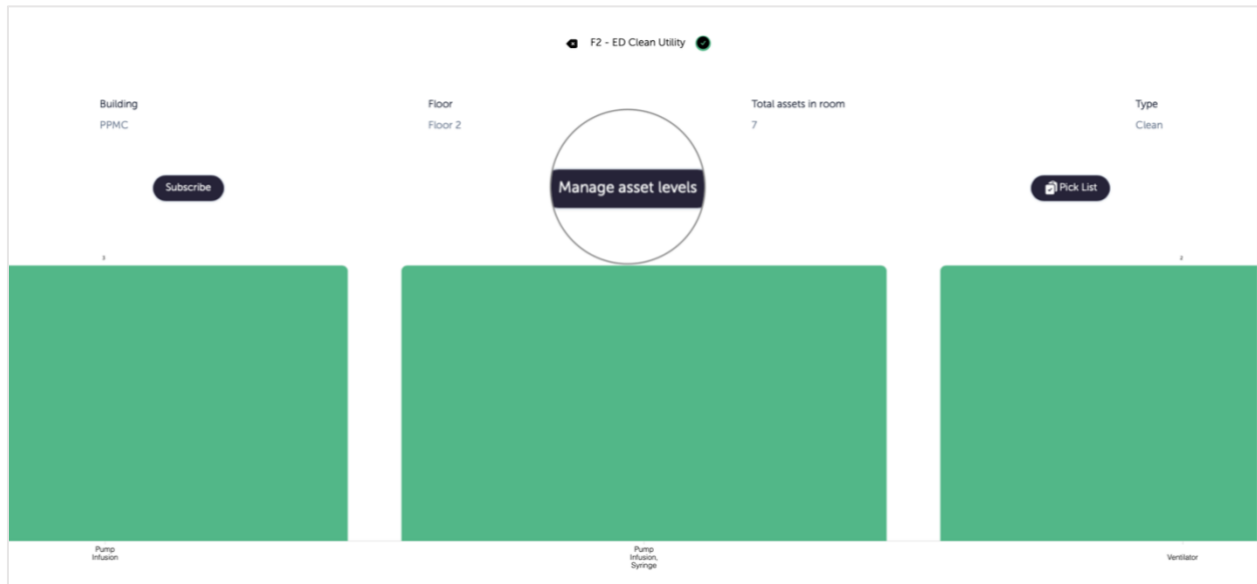 F2 - ED Clean Utility
Building
PPMC
Floor
Floor 2
Total assets in room
7
Type
Clean
Subscribe
Manage asset levels
Pick List
Pump
Infusion
Pump
Infusion,
Syringe
Ventilator